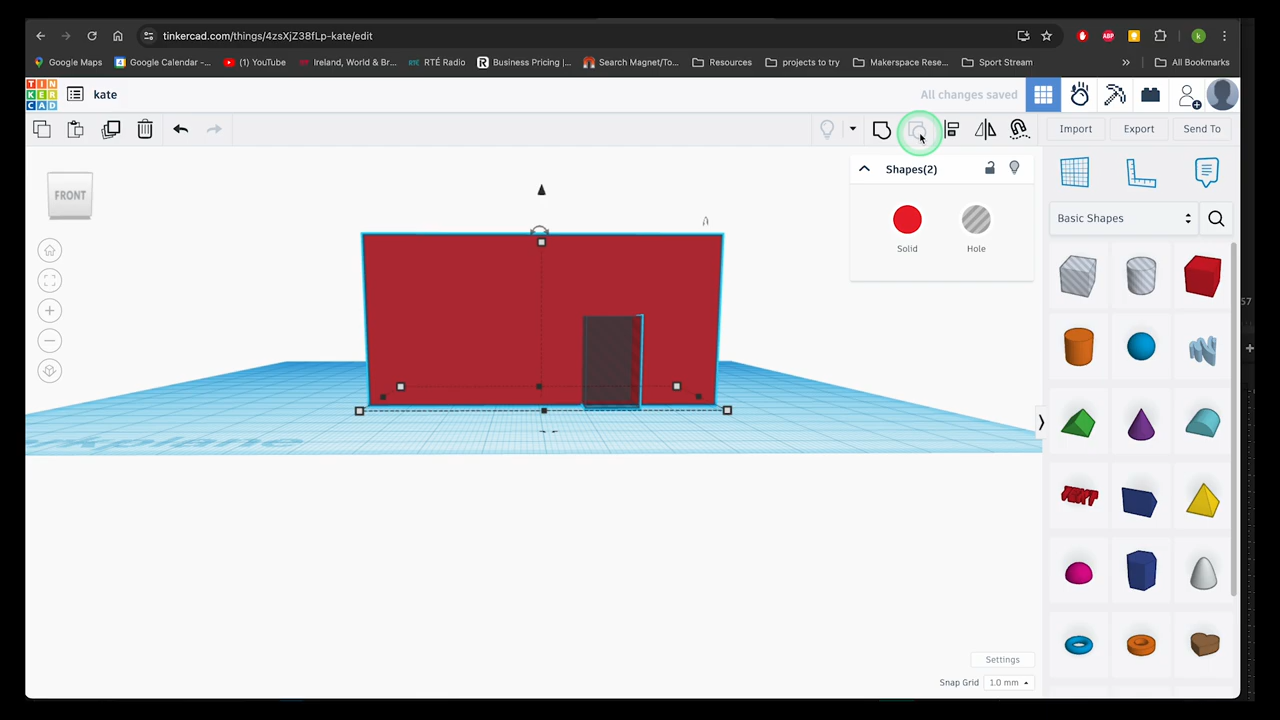 tinkercad.com/things/4zsXjZ38fLp-kate/edit
k
Google Maps
Google Calendar -...
(1) YouTube
Ireland, World & Br...
RTÉ Radio
Business Pricing |...
Search Magnet/To...
Resources
projects to try
Makerspace Rese...
Sport Stream
»
All Bookmarks
TIN
KER
CAD
kate
All changes saved
Import
Export
Send To
Shapes(2)
FRONT
Solid
Hole
Basic Shapes
TEXT
57
Settings
Snap Grid
1.0 mm